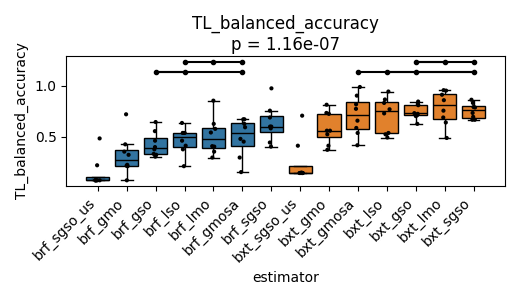 TL_balanced_accuracy
p = 1.16e-07
TL_balanced_accuracy
1.0
0.5
brf_sgso_us
brf_gmo
brf_gso
brf_lso
brf_lmo
brf_gmosa
brf_sgso
bxt_sgso_us
bxt_gmo
bxt_gmosa
bxt_lso
bxt_gso
bxt_lmo
bxt_sgso
estimator